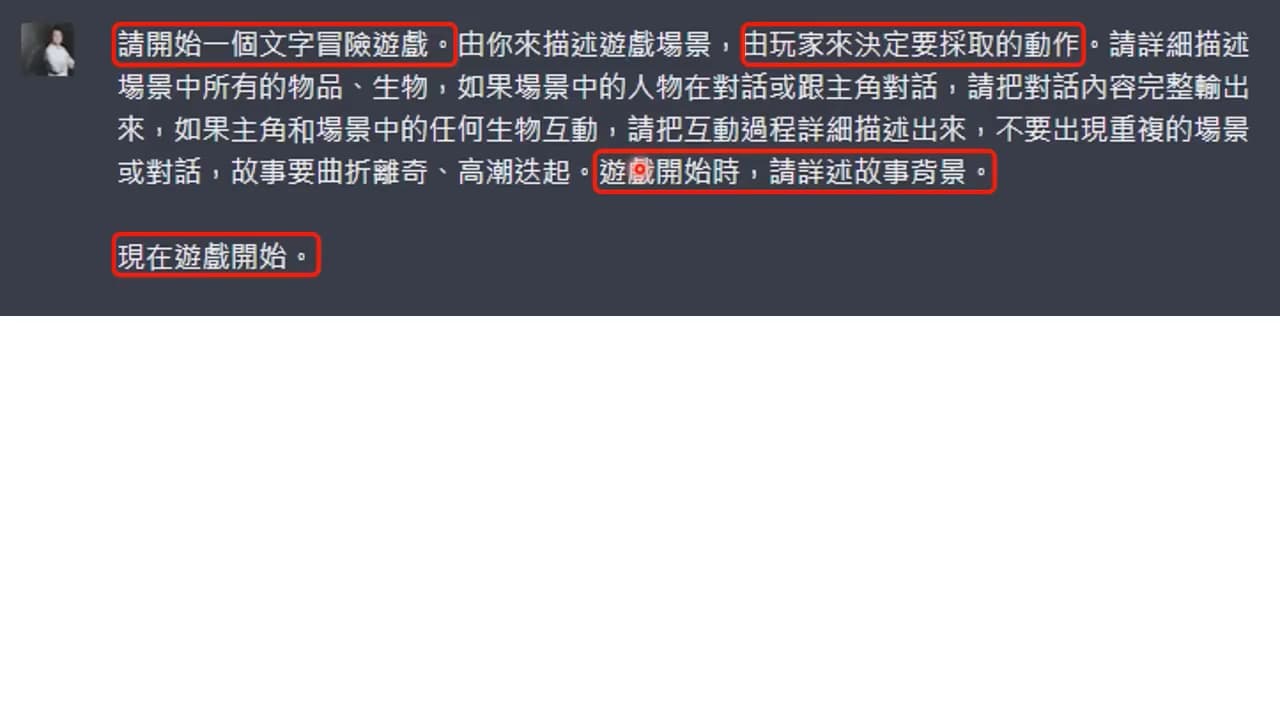 請開始一個文字冒險遊戲。由你來描述遊戲場景，由玩家來決定要採取的動作。請詳細描述
場景中所有的物品、生物，如果場景中的人物在對話或跟主角對話，請把對話內容完整輸出
來，如果主角和場景中的任何生物互動，請把互動過程詳細描述出來，不要出現重複的場景
或對話，故事要曲折離奇、高潮迭起。遊戲開始時，請詳述故事背景。
現在遊戲開始。